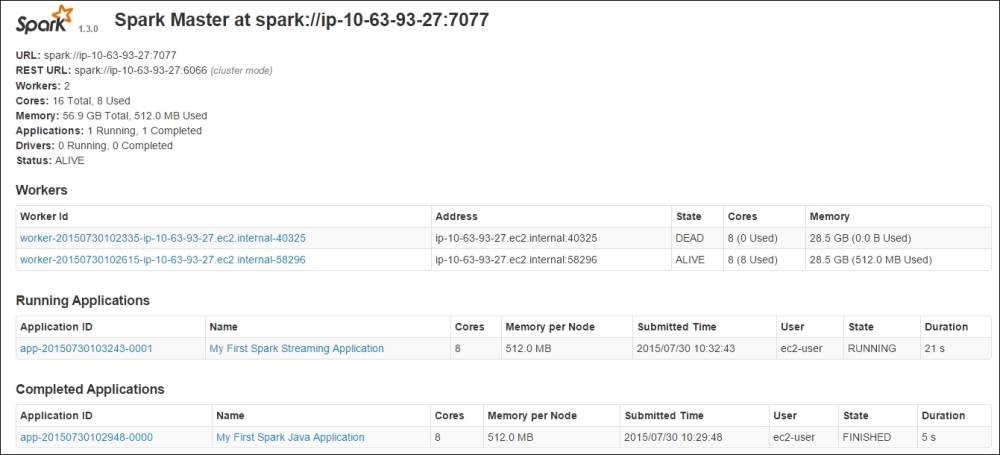 Spark 1.3.0 Spark Master at spark://ip-10-63-93-27:7077
URL: spark://ip-10-63-93-27:7077
REST URL: spark://ip-10-63-93-27:6066 (cluster mode)
Workers: 2
Cores: 16 Total, 8 Used
Memory: 56.9 GB Total, 512.0 MB Used
Applications: 1 Running, 1 Completed
Drivers: 0 Running, 0 Completed
Status: ALIVE
Workers
Worker Id Address State Cores Memory
worker-20150730102335-ip-10-63-93-27.ec2.internal-40325 ip-10-63-93-27.ec2.internal:40325 DEAD 8 (0 Used) 28.5 GB (0.0 B Used)
worker-20150730102615-ip-10-63-93-27.ec2.internal-58296 ip-10-63-93-27.ec2.internal:58296 ALIVE 8 (8 Used) 28.5 GB (512.0 MB Used)
Running Applications
Application ID Name Cores Memory per Node Submitted Time User State Duration
app-20150730103243-0001 My First Spark Streaming Application 8 512.0 MB 2015/07/30 10:32:43 ec2-user RUNNING 21 s
Completed Applications
Application ID Name Cores Memory per Node Submitted Time User State Duration
app-20150730102948-0000 My First Spark Java Application 8 512.0 MB 2015/07/30 10:29:48 ec2-user FINISHED 5 s